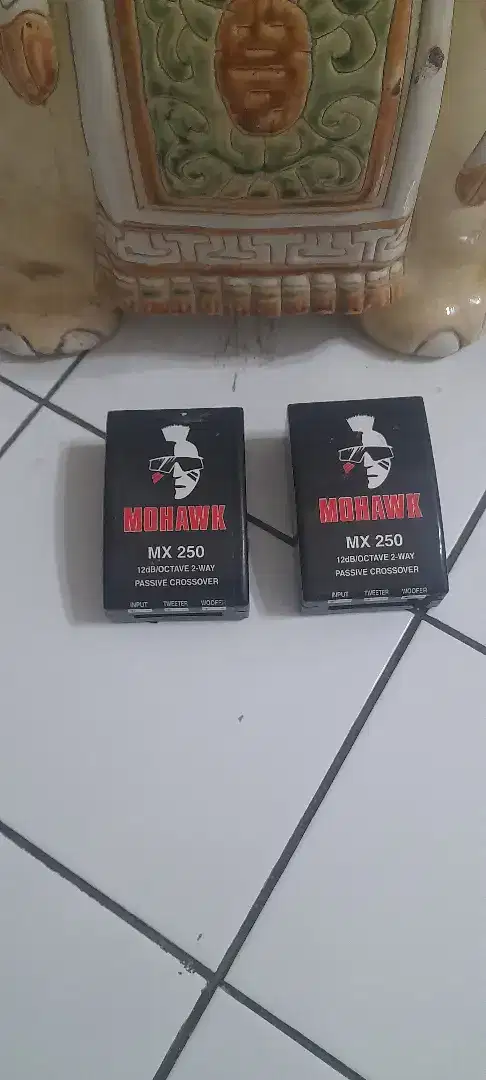 MOHAWK
MX 250
12dB/OCTAVE 2-WAY
PASSIVE CROSSOVER
INPUT TWEETER WOOFER
MOHAWK
MX 250
12dB/OCTAVE 2-WAY
PASSIVE CROSSOVER
INPUT TWEETER WOOFER